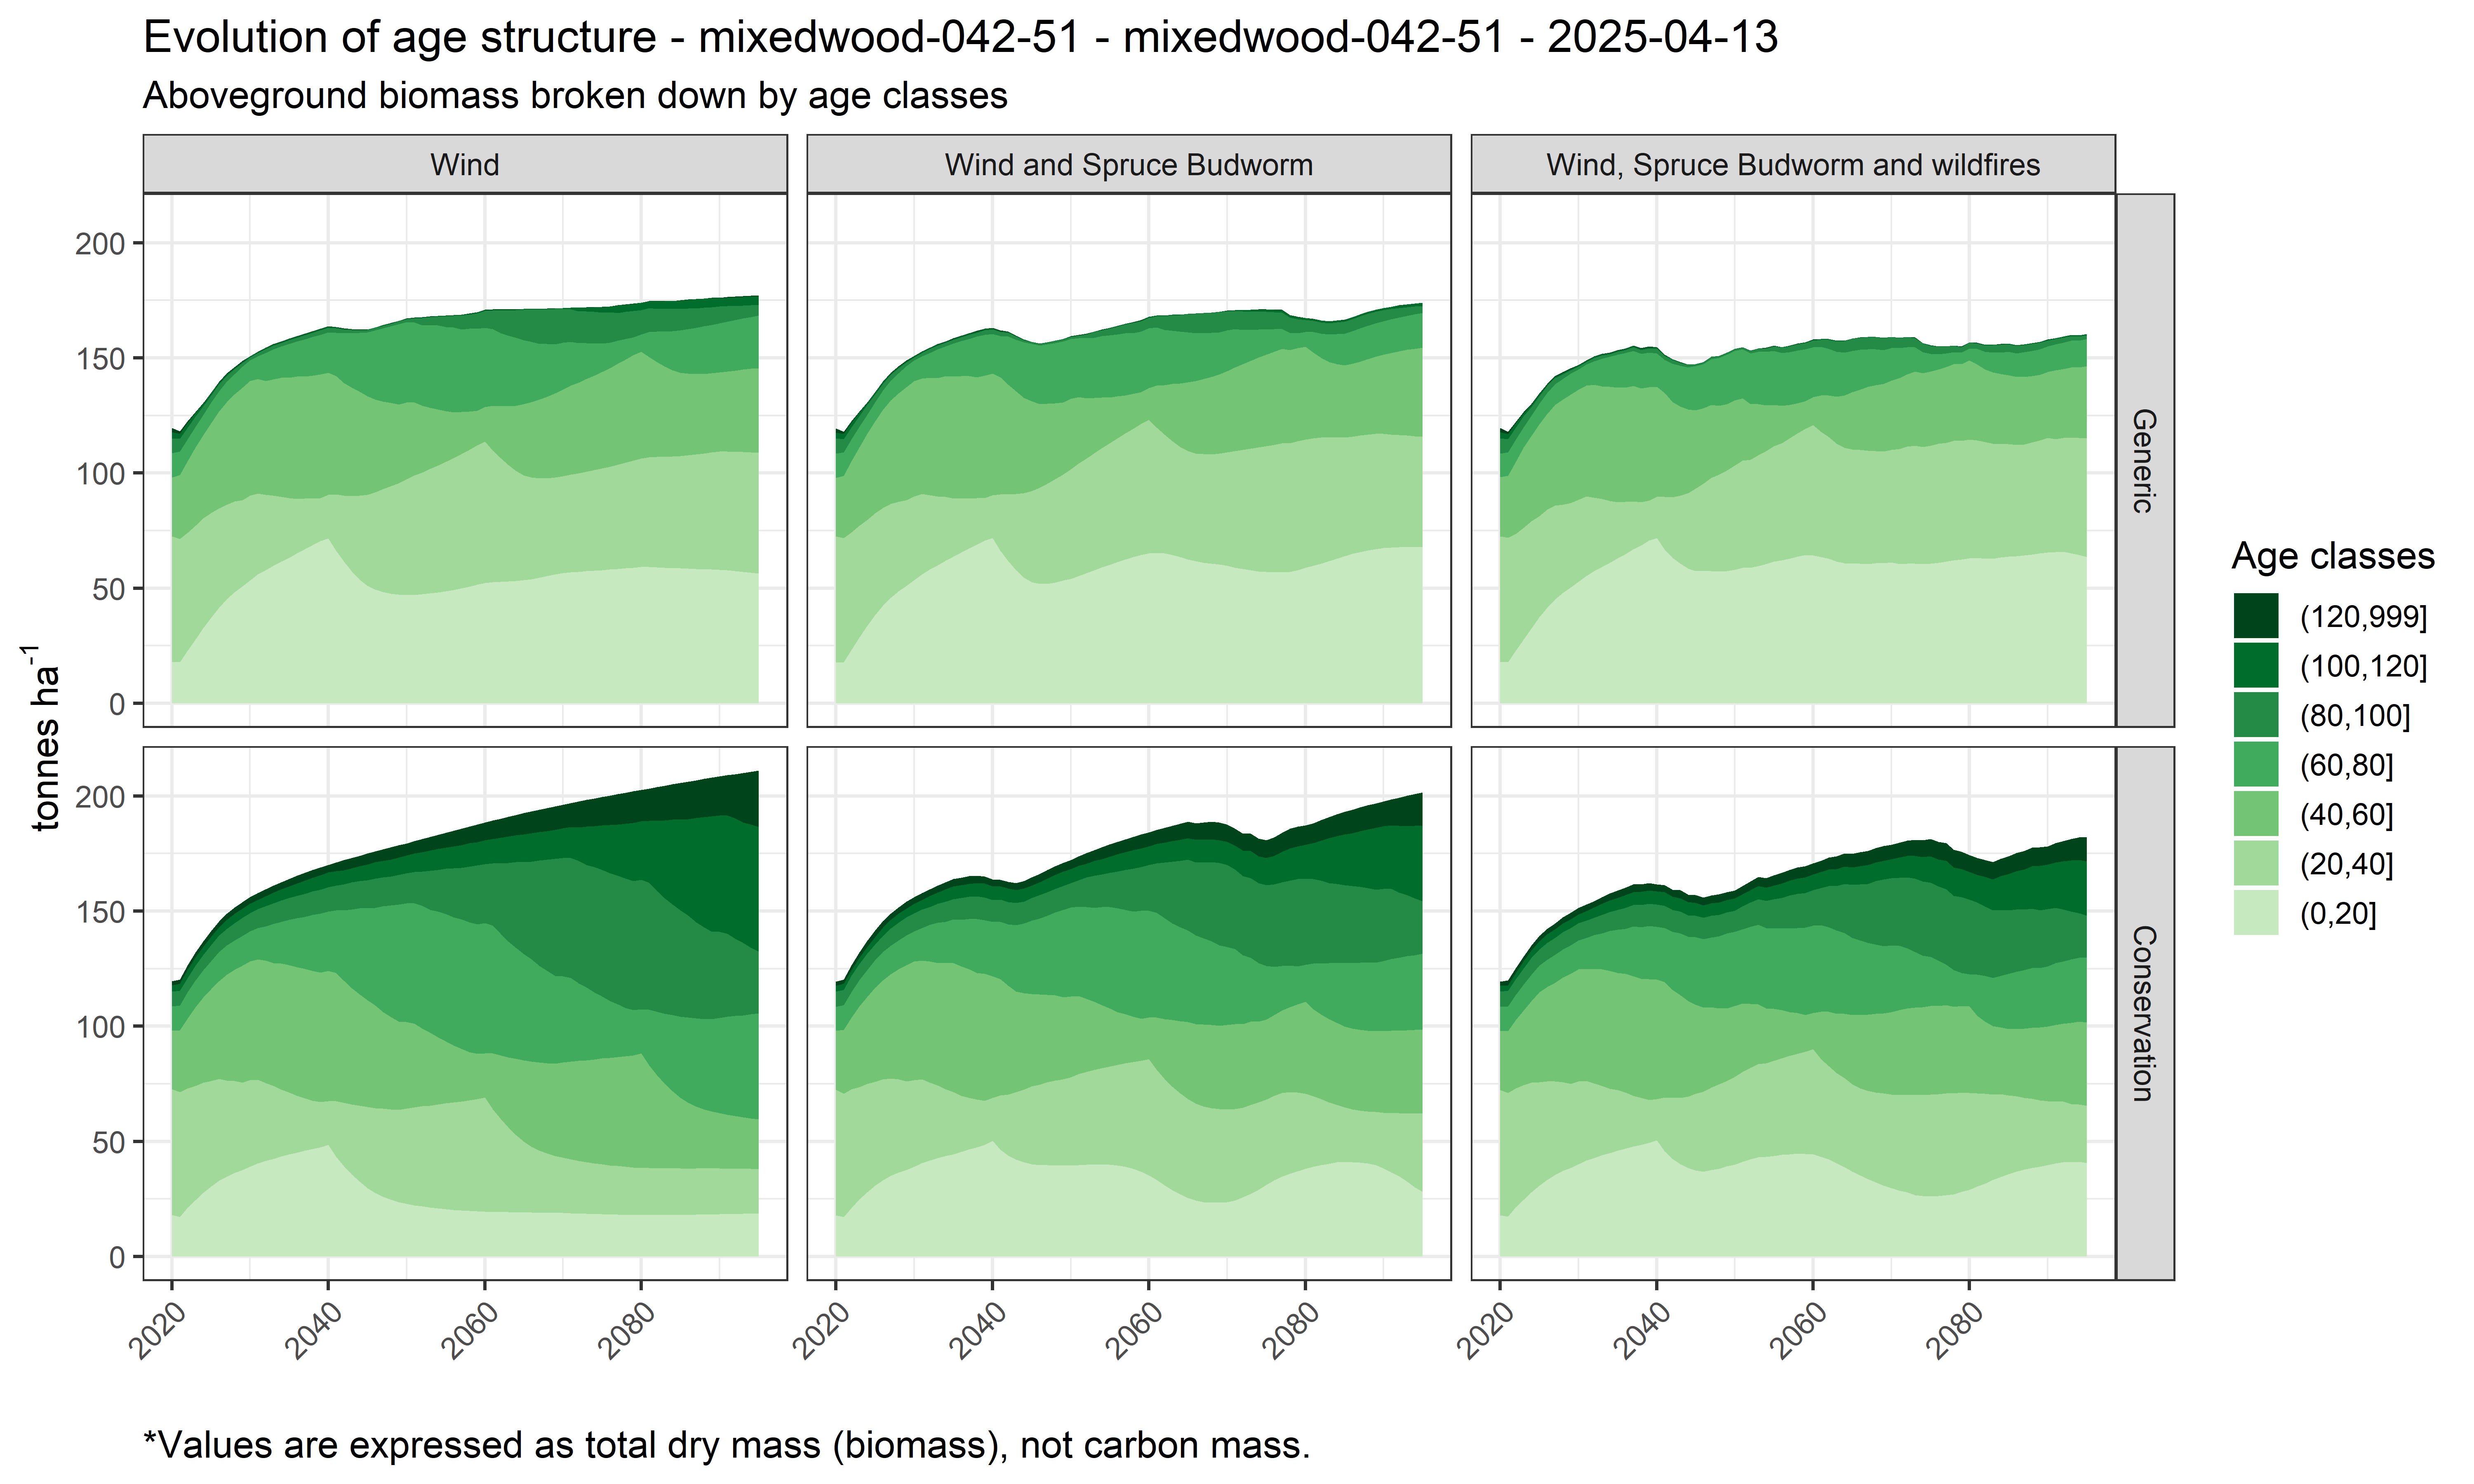 Evolution of age structure - mixedwood-042-51 - mixedwood-042-51 - 2025-04-13
Aboveground biomass broken down by age classes
Wind
Wind and Spruce Budworm
Wind, Spruce Budworm and wildfires
200
150
100
50
0
Generic
200
150
100
50
0
Conservation
tonnes ha⁻¹
2020
2040
2060
2080
2020
2040
2060
2080
2020
2040
2060
2080
Age classes
(120,999]
(100,120]
(80,100]
(60,80]
(40,60]
(20,40]
(0,20]
*Values are expressed as total dry mass (biomass), not carbon mass.